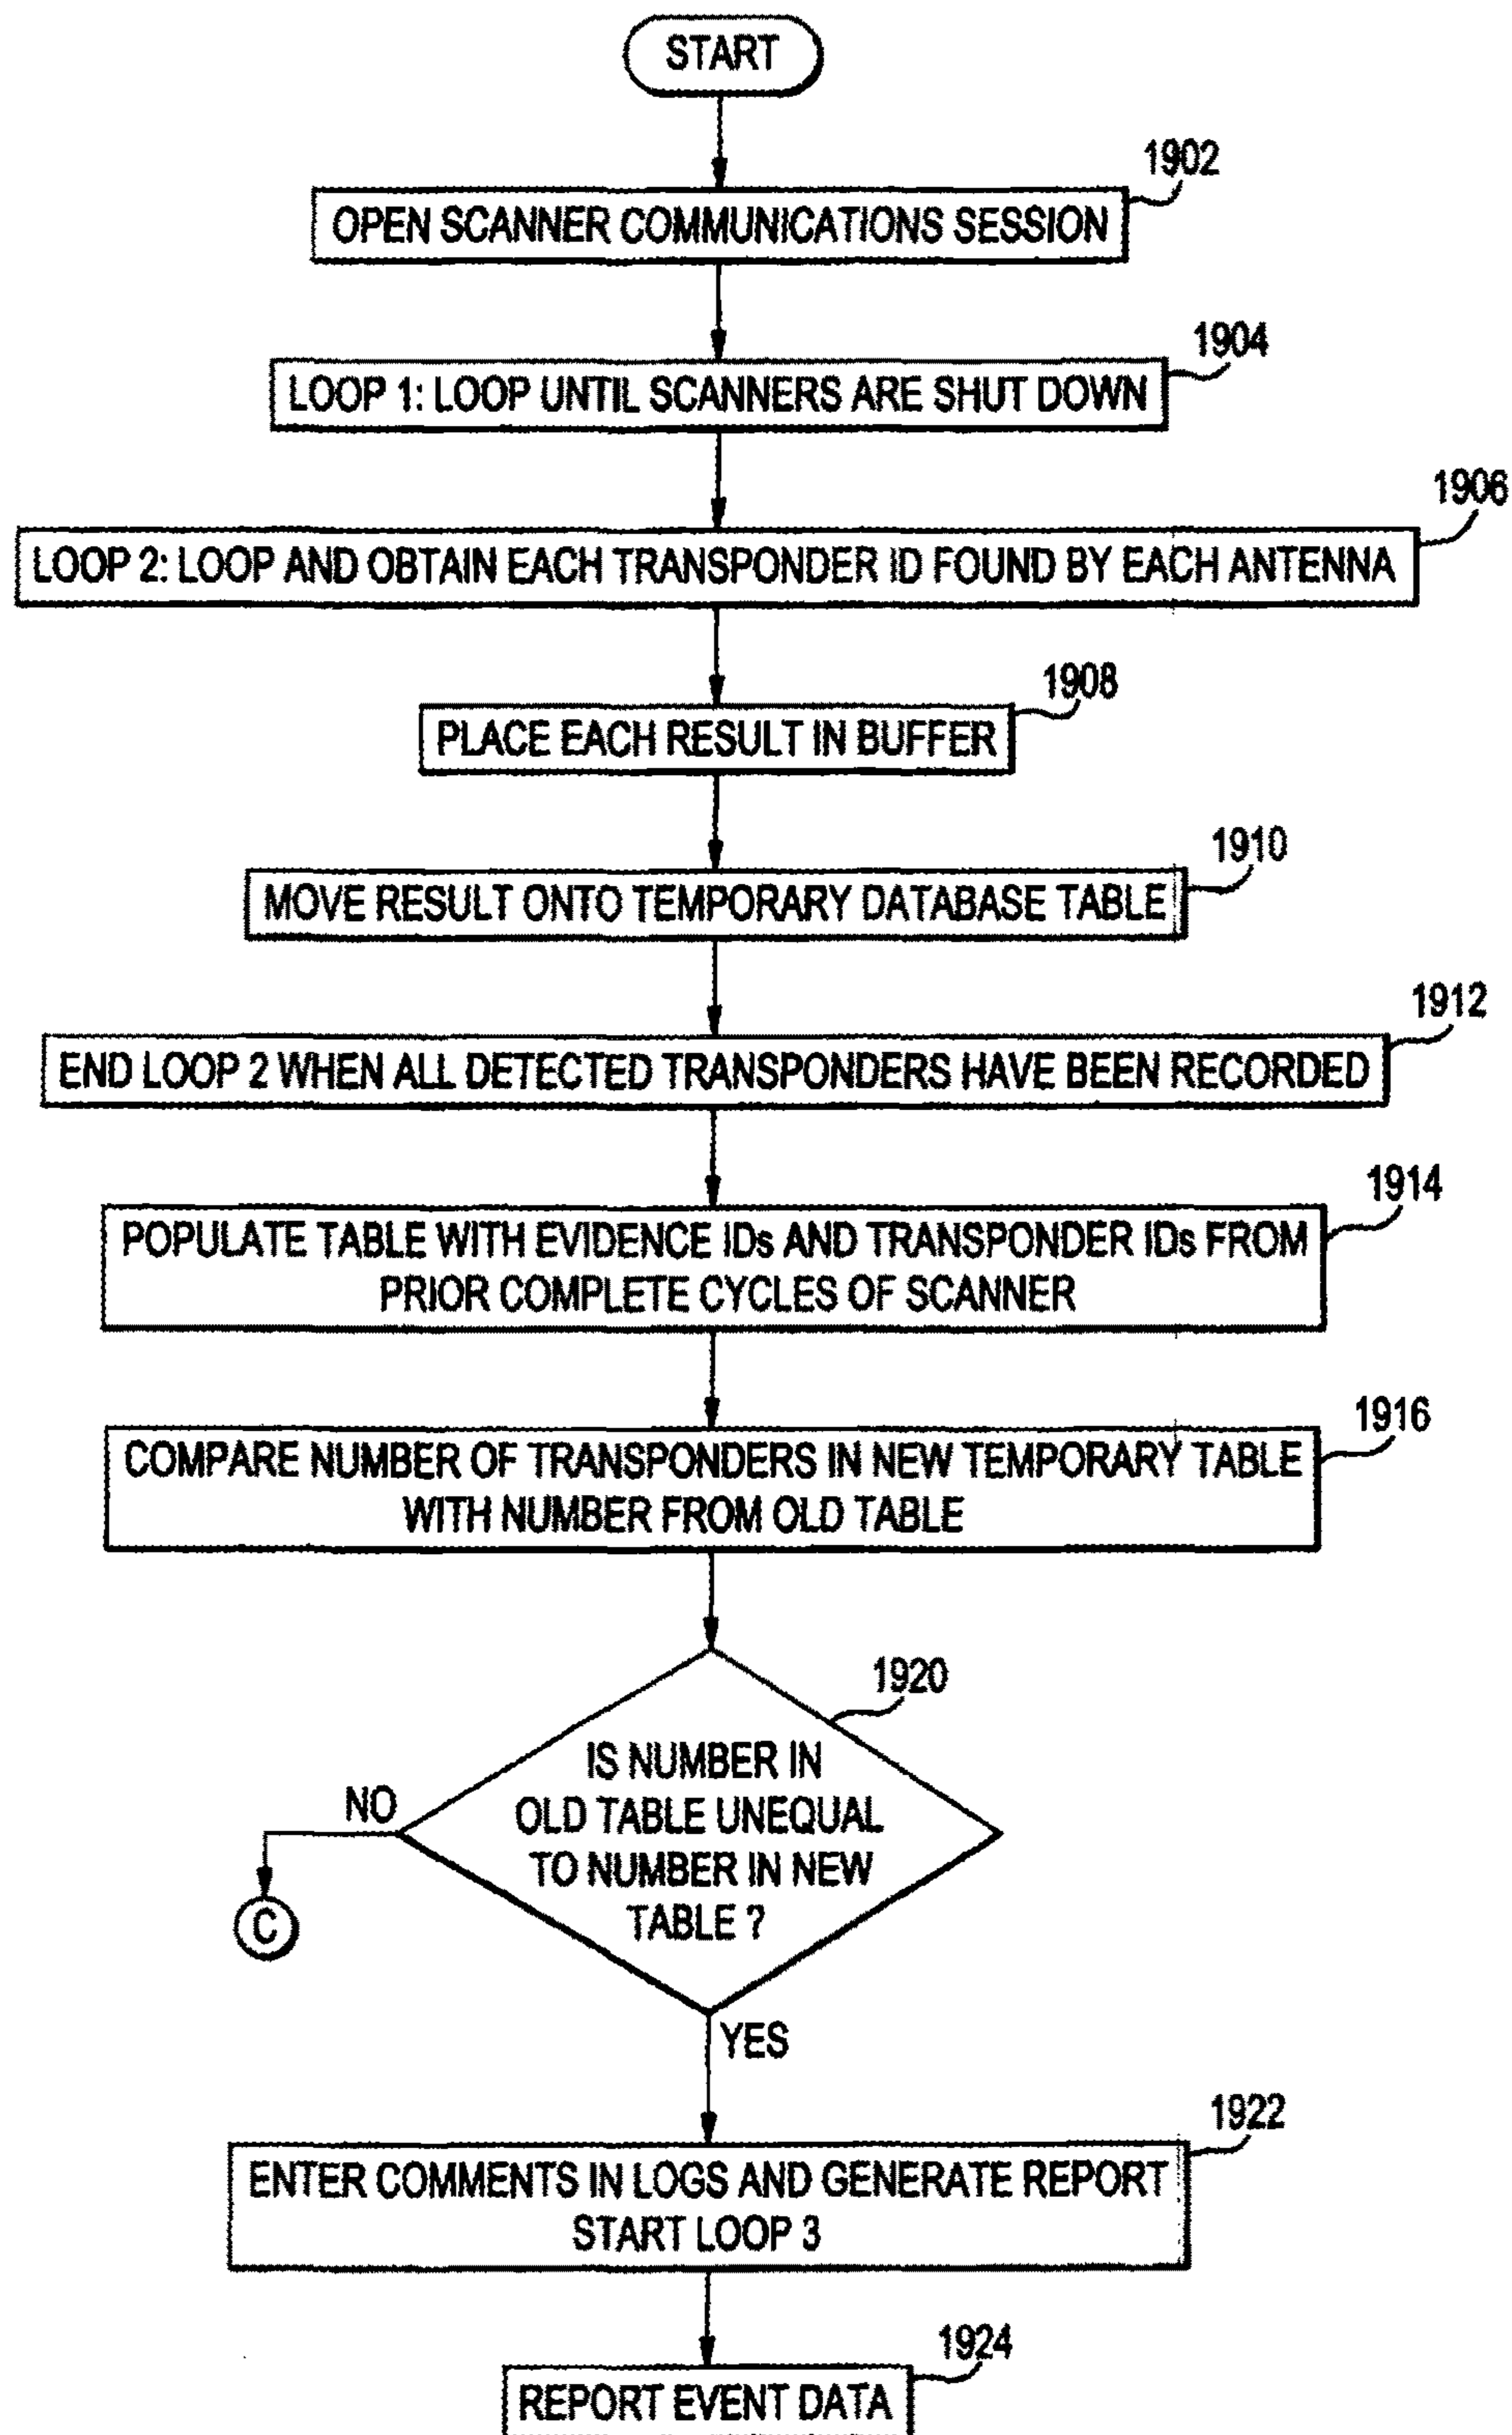 START
1902
OPEN SCANNER COMMUNICATIONS SESSION
1904
LOOP 1: LOOP UNTIL SCANNERS ARE SHUT DOWN
1906
LOOP 2: LOOP AND OBTAIN EACH TRANSPONDER ID FOUND BY EACH ANTENNA
1908
PLACE EACH RESULT IN BUFFER
1910
MOVE RESULT ONTO TEMPORARY DATABASE TABLE
1912
END LOOP 2 WHEN ALL DETECTED TRANSPONDERS HAVE BEEN RECORDED
1914
POPULATE TABLE WITH EVIDENCE IDs AND TRANSPONDER IDs FROM
PRIOR COMPLETE CYCLES OF SCANNER
1916
COMPARE NUMBER OF TRANSPONDERS IN NEW TEMPORARY TABLE
WITH NUMBER FROM OLD TABLE
1920
IS NUMBER IN
OLD TABLE UNEQUAL
TO NUMBER IN NEW
TABLE ?
NO
C
YES
1922
ENTER COMMENTS IN LOGS AND GENERATE REPORT
START LOOP 3
1924
REPORT EVENT DATA